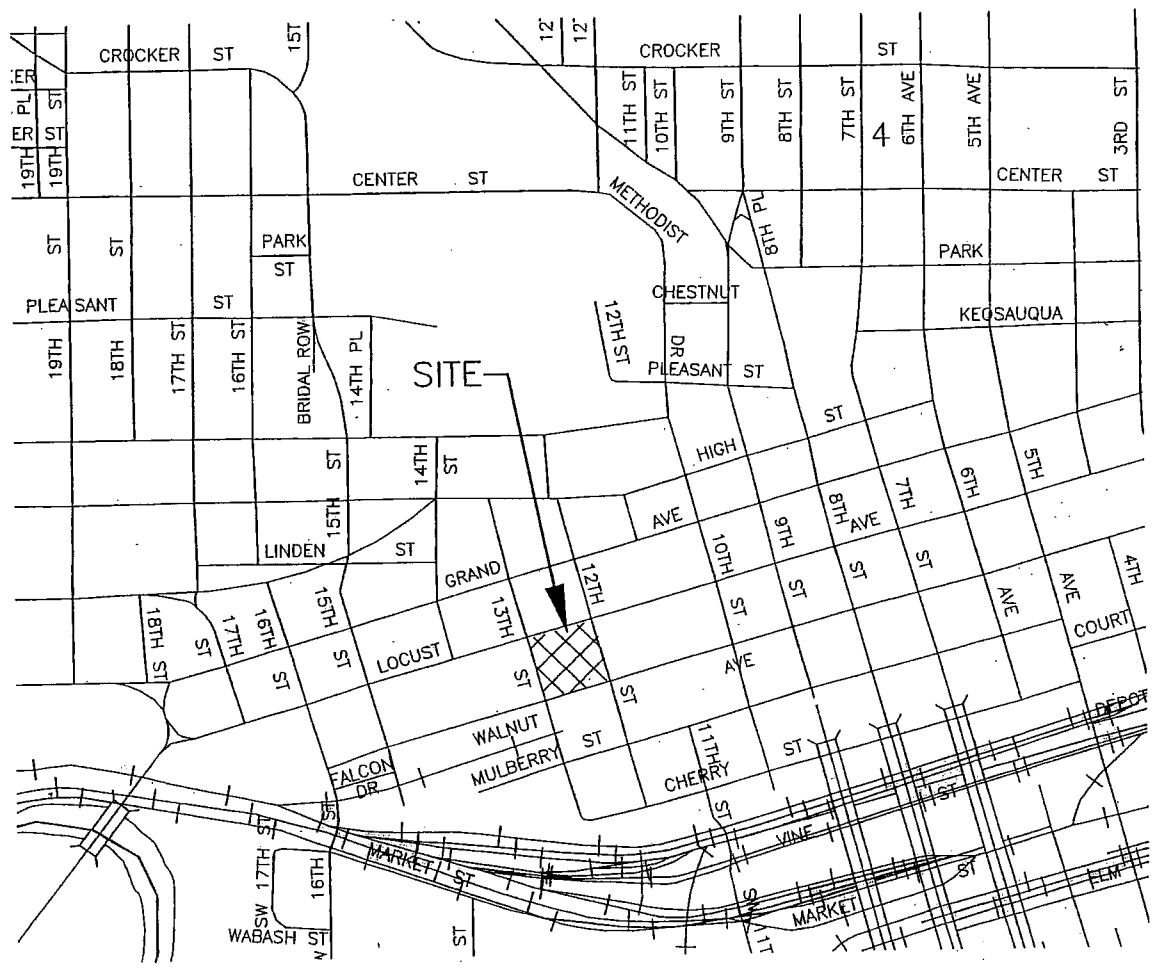 15T
12
12
CROCKER ST
CROCKER ST
ER
19TH PL
ER
ST
19TH ST
11TH ST
10TH ST
9TH ST
8TH ST
7TH ST
4
6TH AVE
5TH AVE
3RD ST
CENTER ST
CENTER ST
METHODIST
DR
8TH PL
PARK ST
PARK
PLEASANT ST
CHESTNUT
KEOSAUQUA
19TH ST
18TH ST
17TH ST
16TH ST
BRIDAL ROW
14TH PL
12TH ST
PLEASANT ST
SITE
HIGH ST
15TH ST
14TH ST
5TH AVE
6TH AVE
7TH ST
8TH ST
9TH ST
10TH ST
LINDEN ST
GRAND AVE
AVE
12TH ST
13TH ST
4TH
COURT
18TH ST
17TH ST
16TH ST
15TH ST
LOCUST
WALNUT
MULBERRY ST
11TH ST
CHERRY ST
DEPOT
FALCON DR
ST
VINE ST
MARKET ST
MARKET ST
ELM
SW 17TH ST
16TH
WABASH ST
W
ST
SW 11T